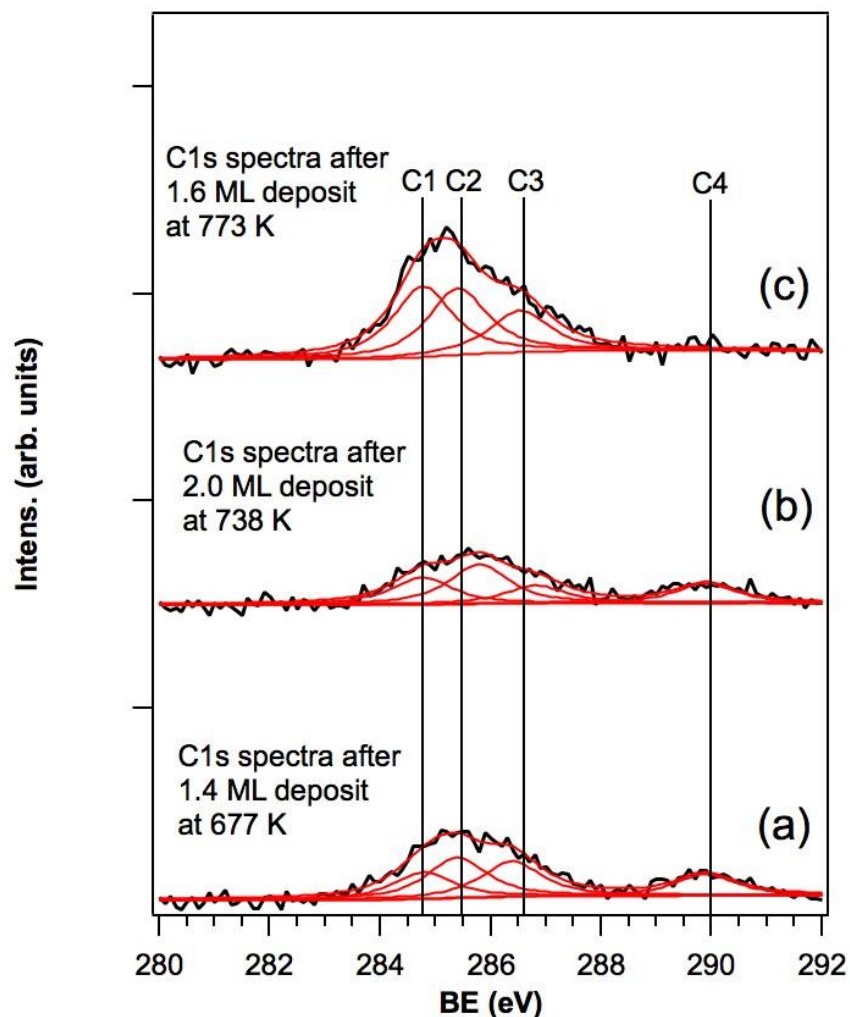 C1s spectra after
1.6 ML deposit
at 773 K
C1 C2 C3 C4
(c)
C1s spectra after
2.0 ML deposit
at 738 K
(b)
C1s spectra after
1.4 ML deposit
at 677 K
(a)
Intens. (arb. units)
280 282 284 286 288 290 292
BE (eV)